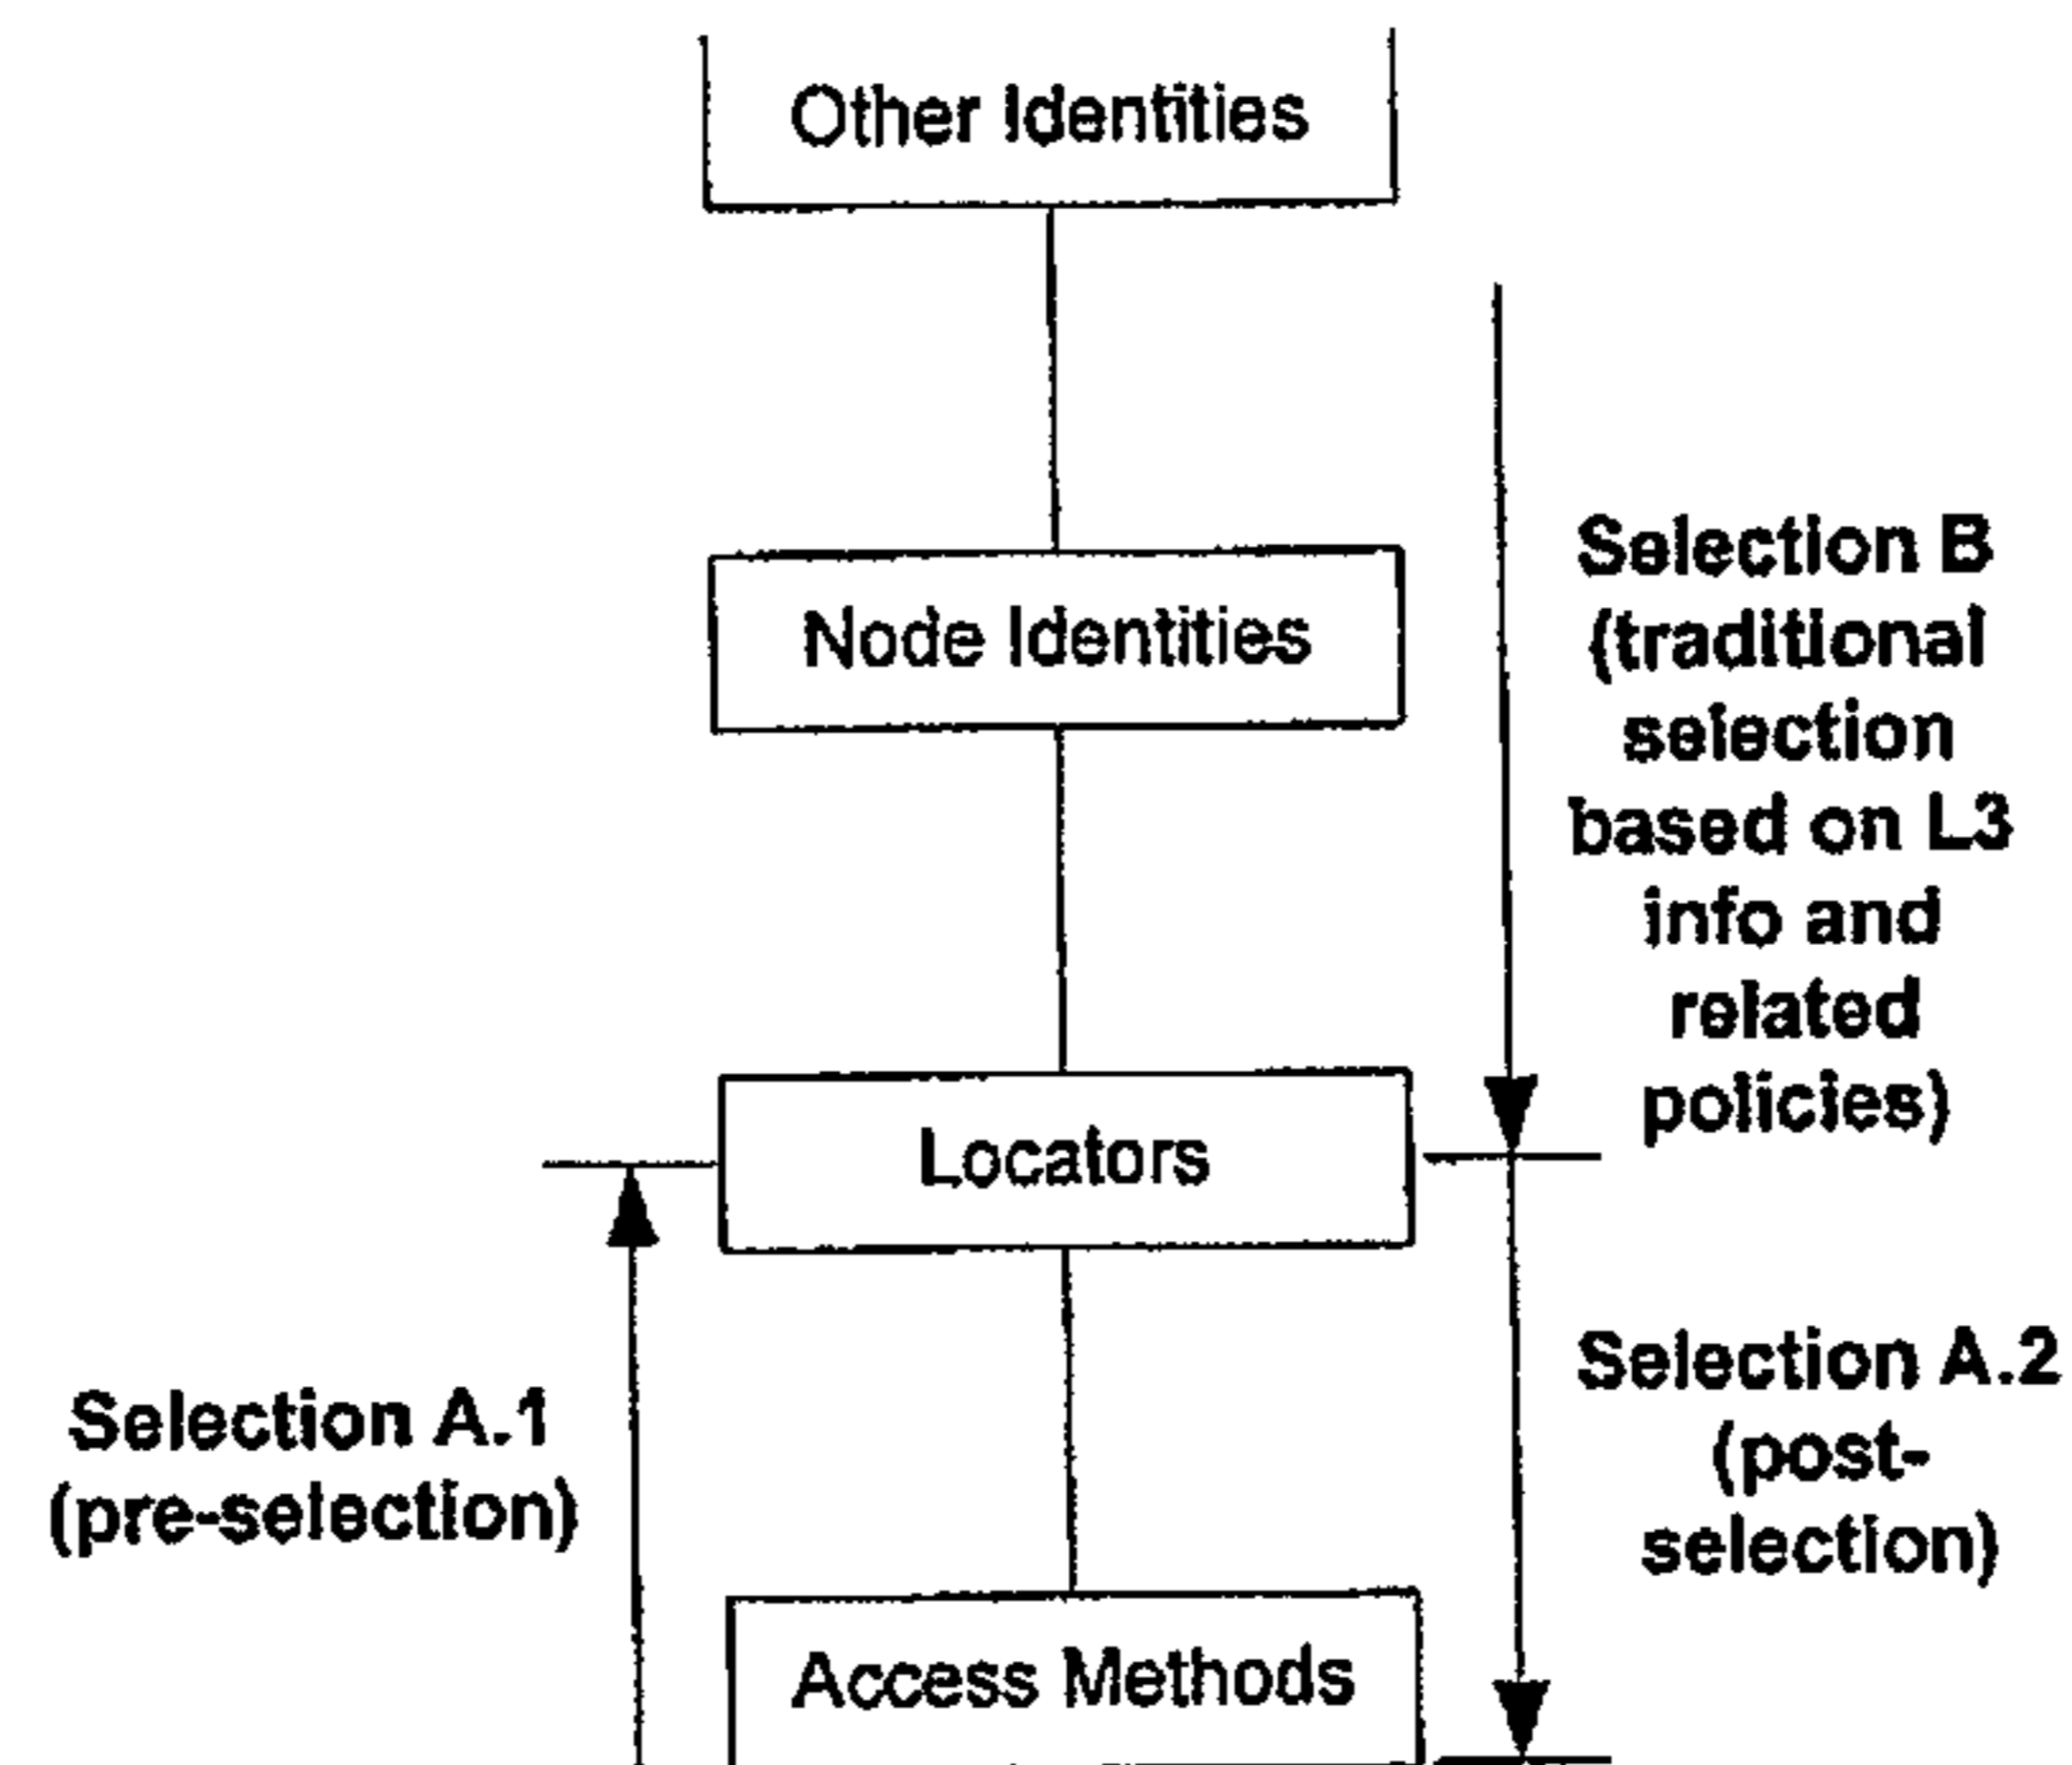 Other Identities
Node Identities
Selection B
(traditional
selection
based on L3
info and
related
policies)
Locators
Selection A.1
(pre-selection)
Selection A.2
(post-
selection)
Access Methods